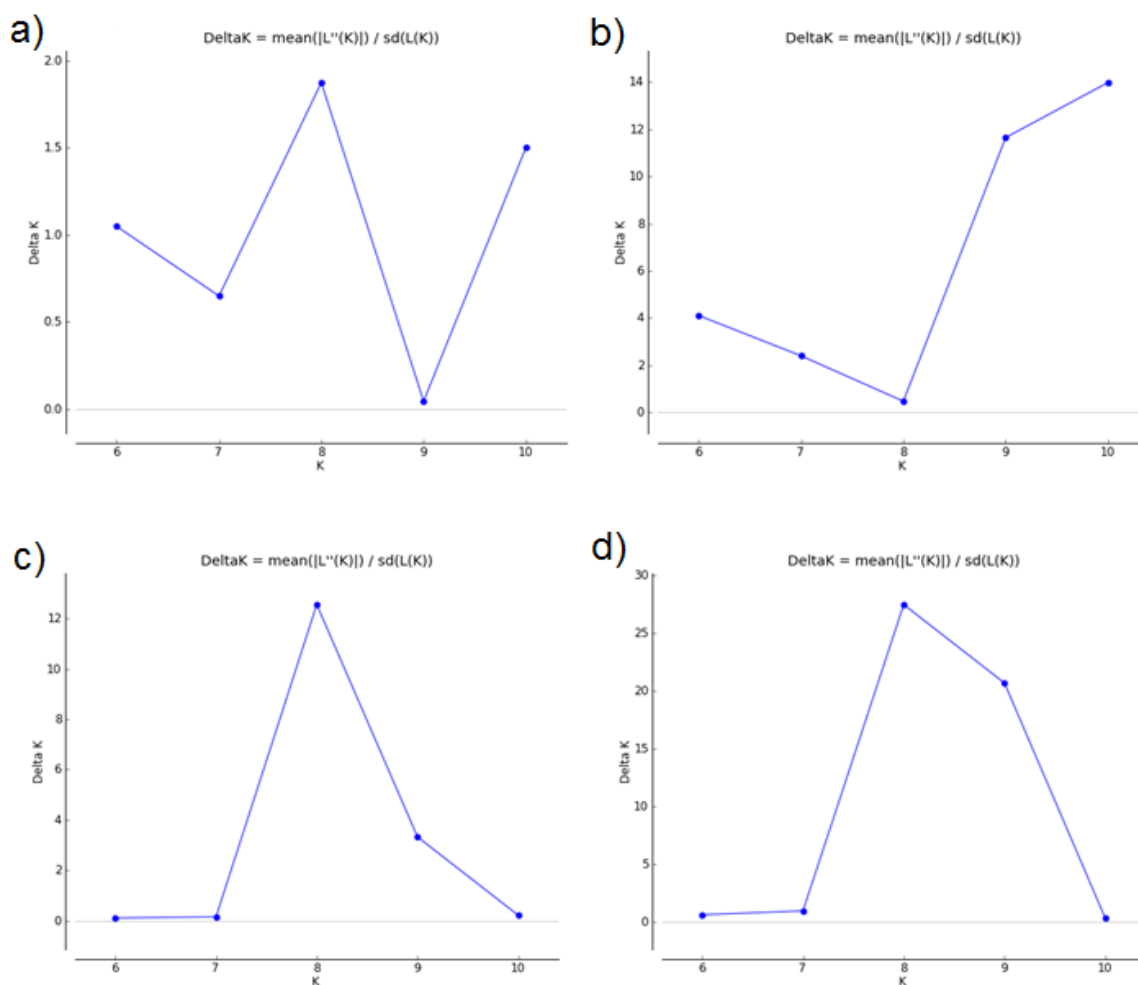 a)
DeltaK = mean(|L''(K)|) / sd(L(K))
2.0
1.5
1.0
0.5
0.0
Delta K
6 7 8 9 10
K
b)
DeltaK = mean(|L''(K)|) / sd(L(K))
14
12
10
8
6
4
2
0
Delta K
6 7 8 9 10
K
c)
DeltaK = mean(|L''(K)|) / sd(L(K))
12
10
8
6
4
2
0
Delta K
6 7 8 9 10
K
d)
DeltaK = mean(|L''(K)|) / sd(L(K))
30
25
20
15
10
5
0
Delta K
6 7 8 9 10
K